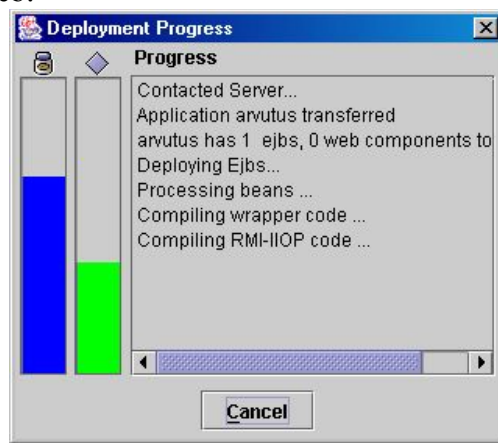 Deployment Progress
Progress
Contacted Server...
Application arvutus transferred
arvutus has 1 ejbs, 0 web components to
Deploying Ejbs...
Processing beans ...
Compiling wrapper code ...
Compiling RMI-IIOP code ...
Cancel